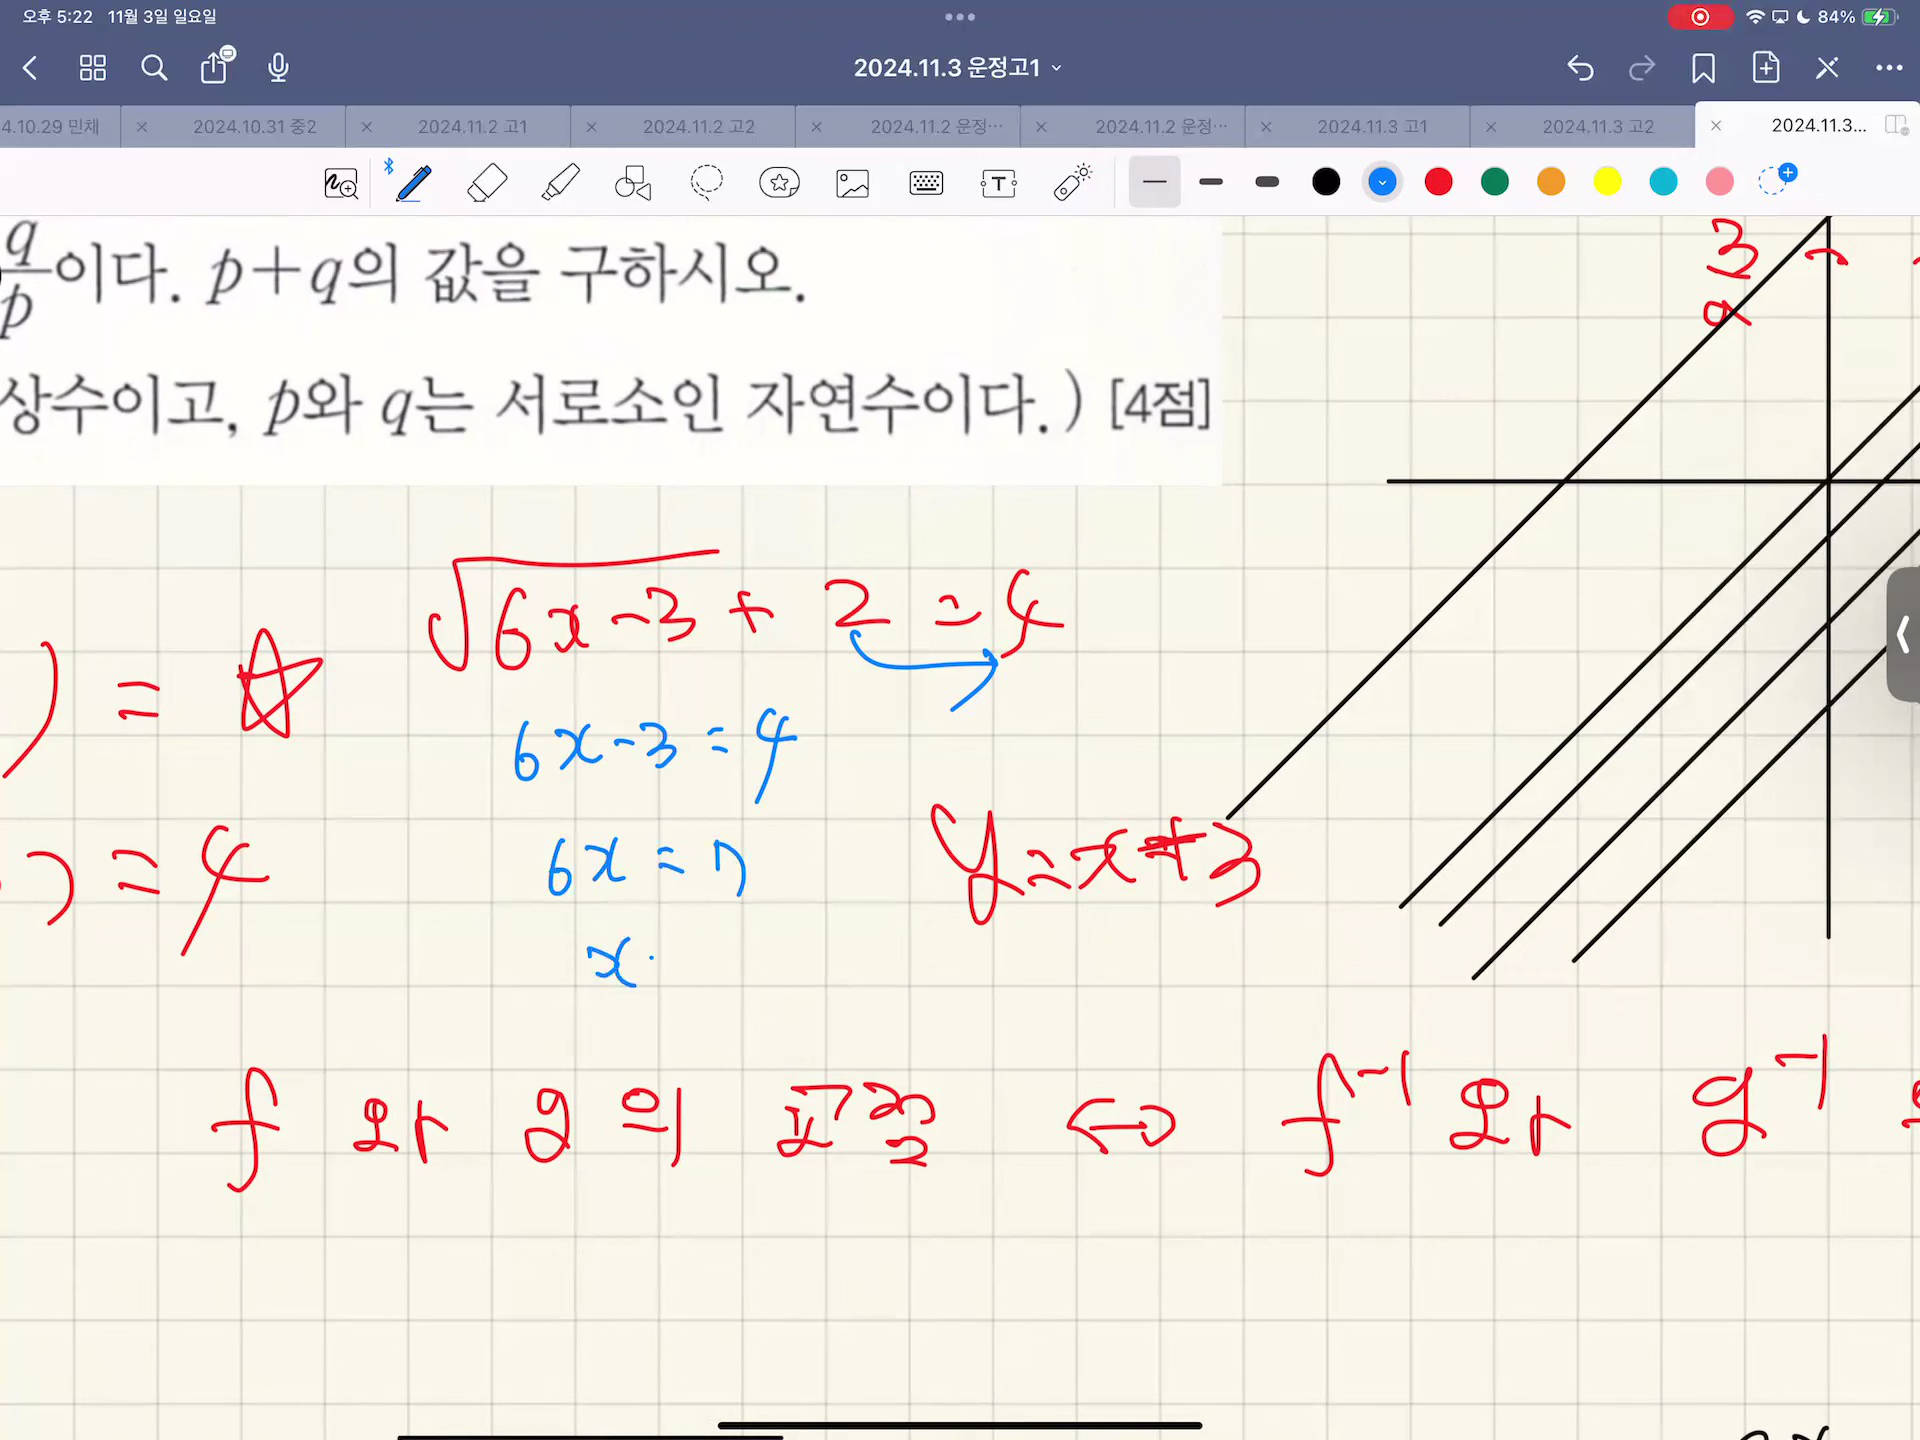 오후 5:22 11월 3일 일요일
84%
2024.11.3 운정고1
4.10.29 민채
2024.10.31 중2
2024.11.2 고1
2024.11.2 고2
2024.11.2 운정…
2024.11.2 운정…
2024.11.3 고1
2024.11.3 고2
2024.11.3...
q/p이다. p+q의 값을 구하시오.
상수이고, p와 q는 서로소인 자연수이다.) [4점]
3
√6x-3 + 2 = 4
) = ☆
6x-3 = 4
) = 4
6x = 7
y=x+3
x
f 와 g의 교점 ⇔ f⁻¹ 와 g⁻¹